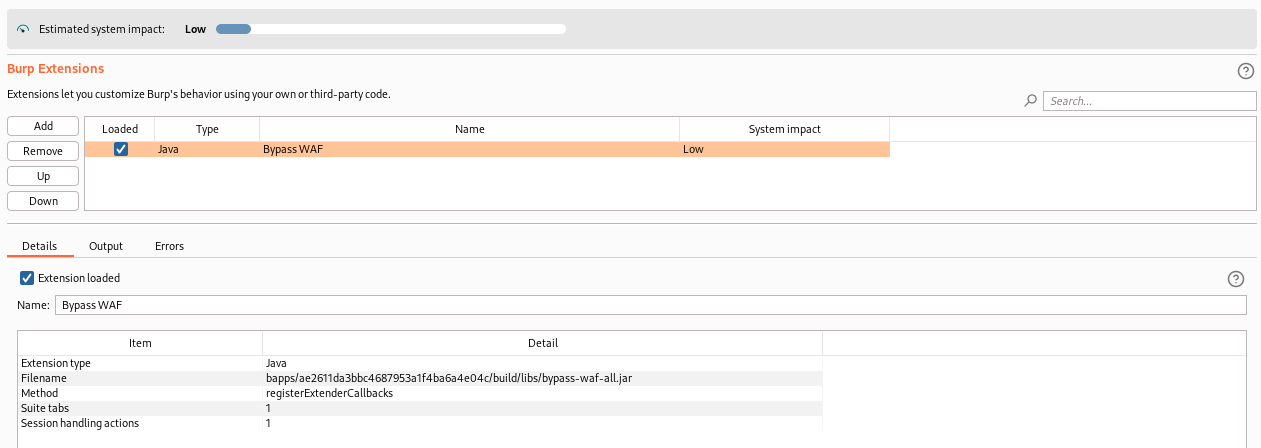 Estimated system impact: Low
Burp Extensions
Extensions let you customize Burp's behavior using your own or third-party code.
Search...
Add
Remove
Up
Down
Loaded Type Name System impact
Java Bypass WAF Low
Details Output Errors
Extension loaded
Name: Bypass WAF
Item Detail
Extension type Java
Filename bapps/ae2611da3bbc4687953a1f4ba6a4e04c/build/libs/bypass-waf-all.jar
Method registerExtenderCallbacks
Suite tabs 1
Session handling actions 1